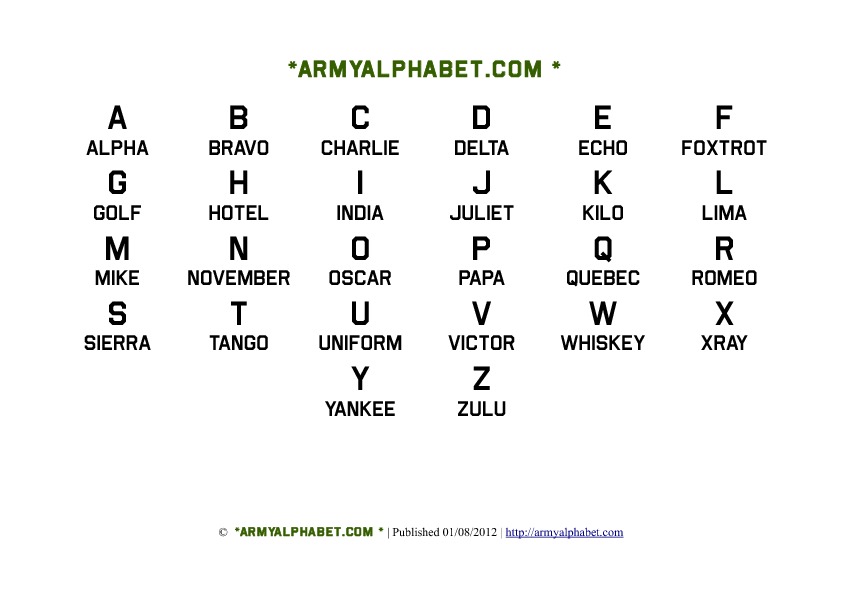 *ARMYALPHABET.COM *
A B C D E F
ALPHA BRAVO CHARLIE DELTA ECHO FOXTROT
G H I J K L
GOLF HOTEL INDIA JULIET KILO LIMA
M N O P Q R
MIKE NOVEMBER OSCAR PAPA QUEBEC ROMEO
S T U V W X
SIERRA TANGO UNIFORM VICTOR WHISKEY XRAY
Y Z
YANKEE ZULU
© *ARMYALPHABET.COM * | Published 01/08/2012 | http://armyalphabet.com